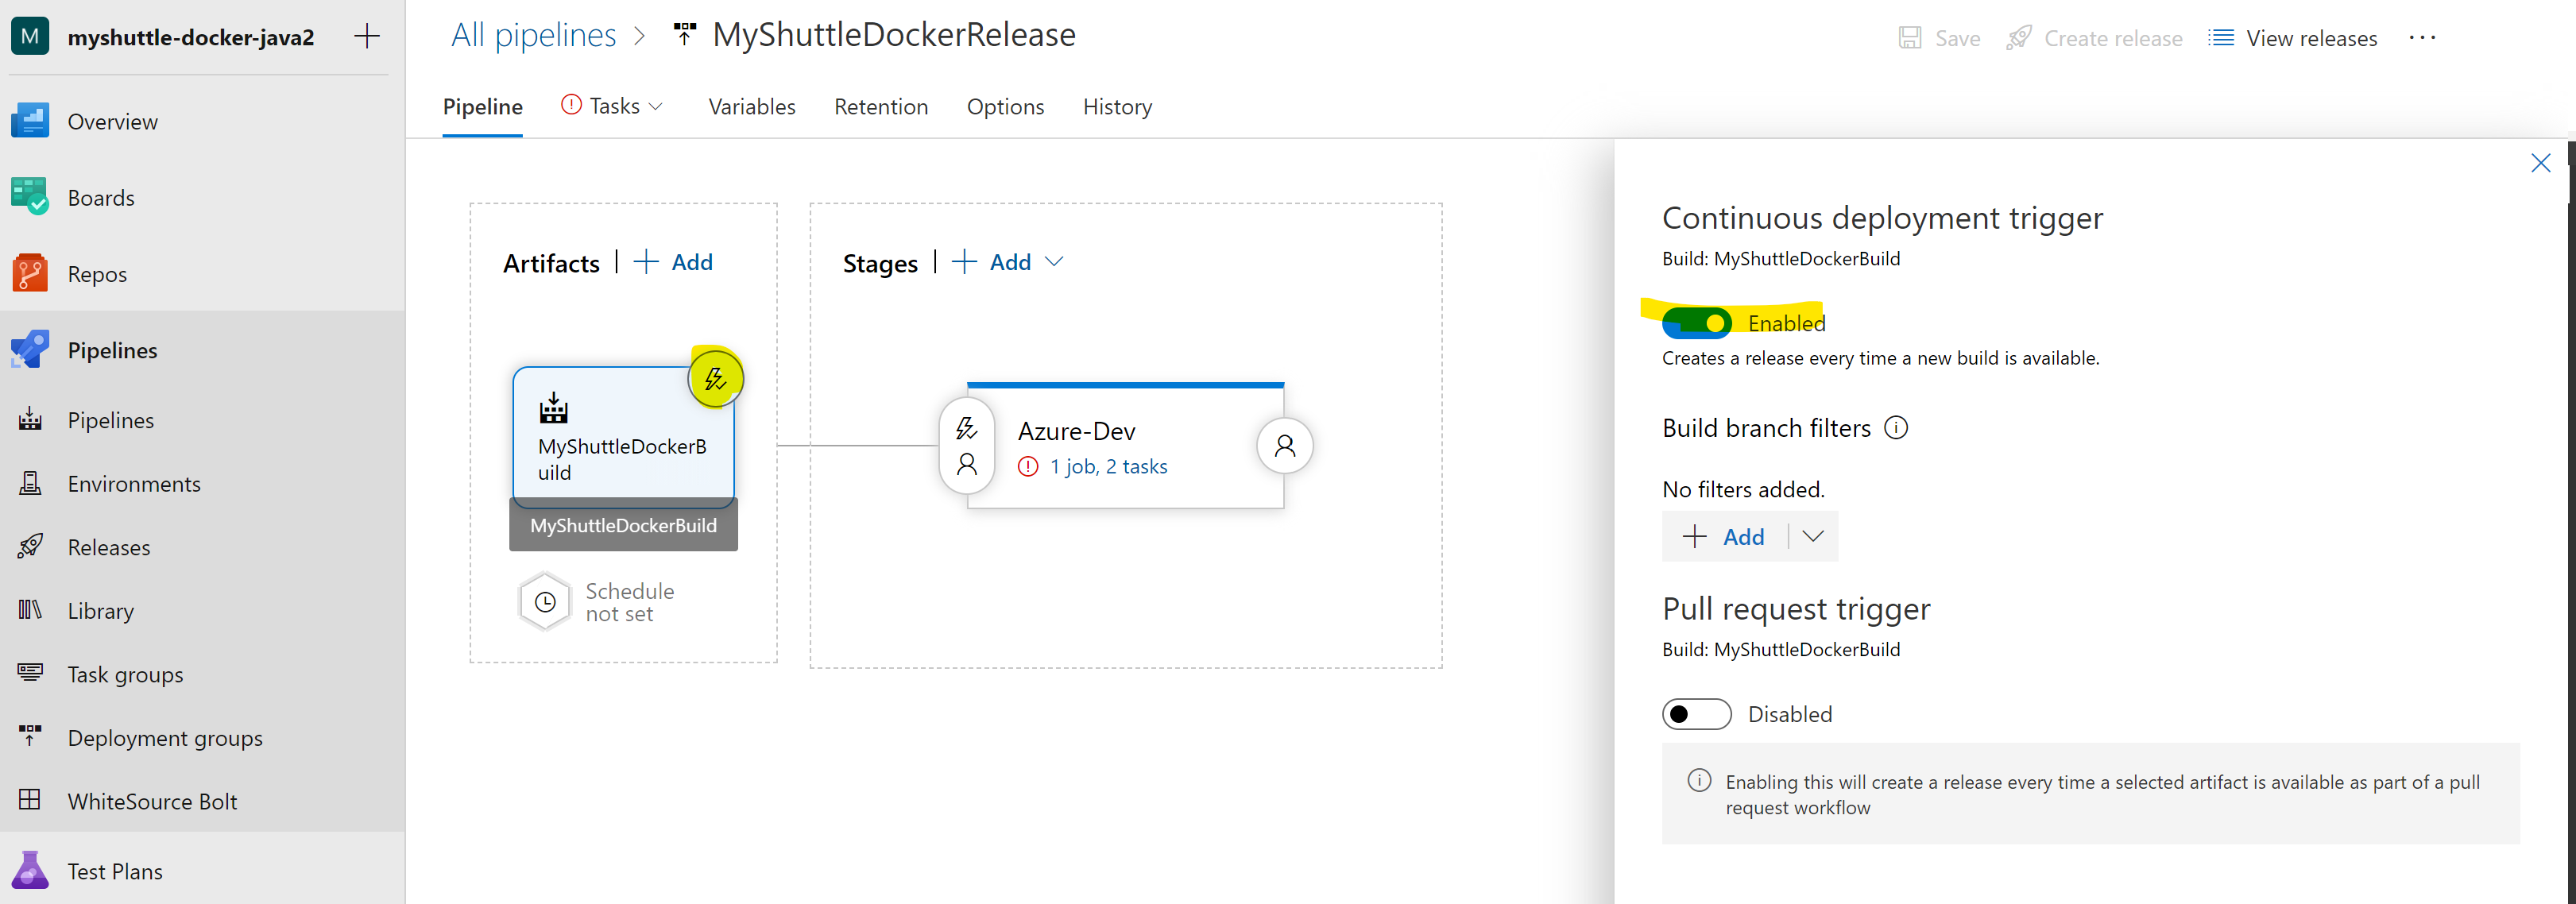 M
myshuttle-docker-java2
Overview
Boards
Repos
Pipelines
Pipelines
Environments
Releases
Library
Task groups
Deployment groups
WhiteSource Bolt
Test Plans
All pipelines > MyShuttleDockerRelease
Save
Create release
View releases
Pipeline
Tasks
Variables
Retention
Options
History
Artifacts | + Add
MyShuttleDockerB
uild
MyShuttleDockerBuild
Schedule
not set
Stages | + Add
Azure-Dev
1 job, 2 tasks
Continuous deployment trigger
Build: MyShuttleDockerBuild
Enabled
Creates a release every time a new build is available.
Build branch filters
No filters added.
+ Add
Pull request trigger
Build: MyShuttleDockerBuild
Disabled
Enabling this will create a release every time a selected artifact is available as part of a pull
request workflow